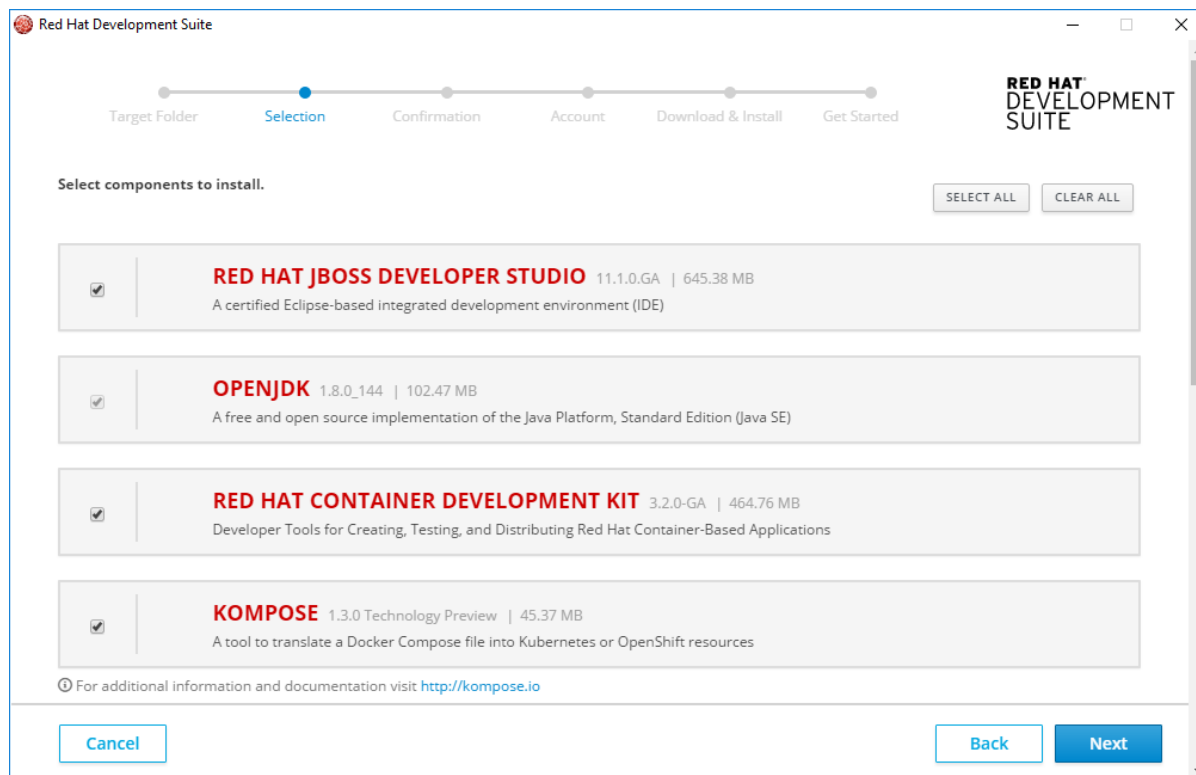 Red Hat Development Suite
Target Folder
Selection
Confirmation
Account
Download & Install
Get Started
RED HAT®
DEVELOPMENT
SUITE
Select components to install.
SELECT ALL
CLEAR ALL
RED HAT JBOSS DEVELOPER STUDIO 11.1.0.GA | 645.38 MB
A certified Eclipse-based integrated development environment (IDE)
OPENJDK 1.8.0_144 | 102.47 MB
A free and open source implementation of the Java Platform, Standard Edition (Java SE)
RED HAT CONTAINER DEVELOPMENT KIT 3.2.0-GA | 464.76 MB
Developer Tools for Creating, Testing, and Distributing Red Hat Container-Based Applications
KOMPOSE 1.3.0 Technology Preview | 45.37 MB
A tool to translate a Docker Compose file into Kubernetes or OpenShift resources
For additional information and documentation visit http://kompose.io
Cancel
Back
Next